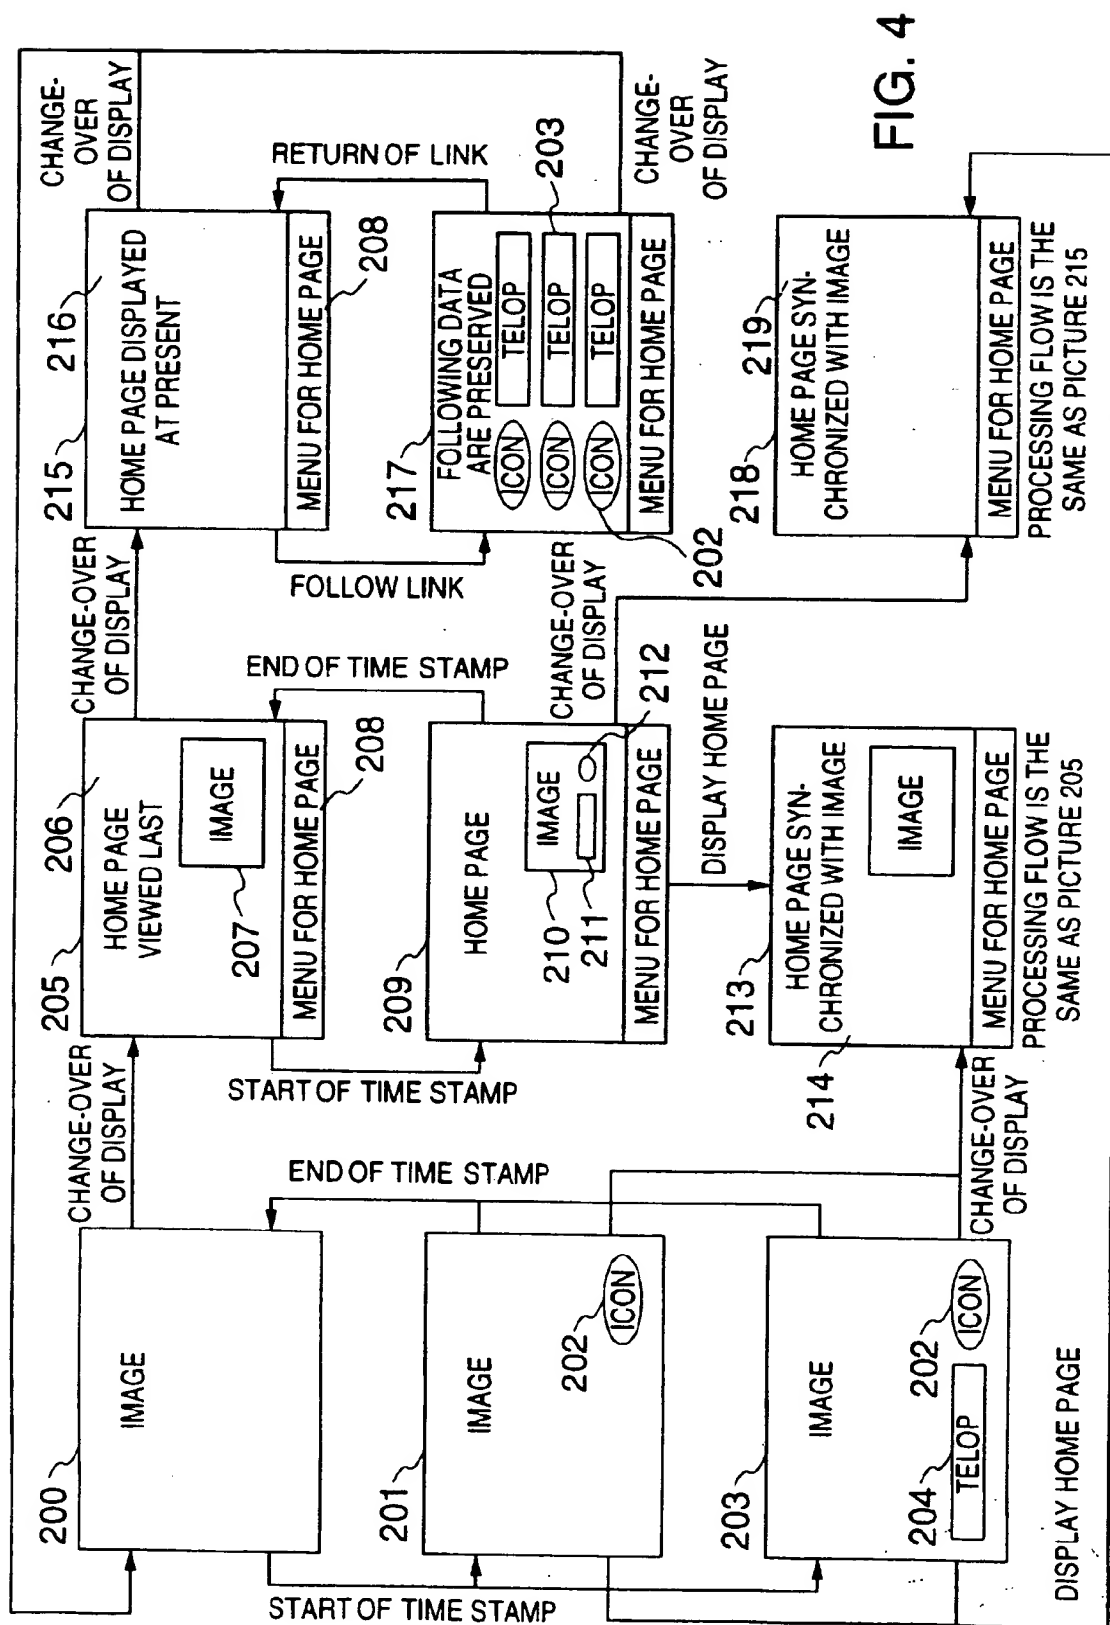 FIG. 4
200
IMAGE
START OF TIME STAMP
201
IMAGE
202
ICON
203
IMAGE
204
TELOP
202
ICON
DISPLAY HOME PAGE
END OF TIME STAMP
CHANGE-OVER
OF DISPLAY
CHANGE-OVER
OF DISPLAY
205
206
HOME PAGE
VIEWED LAST
207
IMAGE
MENU FOR HOME PAGE
208
START OF TIME STAMP
END OF TIME STAMP
209
HOME PAGE
210
IMAGE
211
212
MENU FOR HOME PAGE
DISPLAY HOME PAGE
213
HOME PAGE SYN-
CHRONIZED WITH IMAGE
214
IMAGE
MENU FOR HOME PAGE
PROCESSING FLOW IS THE
SAME AS PICTURE 205
CHANGE-OVER
OF DISPLAY
CHANGE-OVER
OF DISPLAY
215
216
HOME PAGE DISPLAYED
AT PRESENT
MENU FOR HOME PAGE
208
FOLLOW LINK
RETURN OF LINK
217
FOLLOWING DATA
ARE PRESERVED
ICON
TELOP
ICON
TELOP
ICON
TELOP
203
202
MENU FOR HOME PAGE
218
219
HOME PAGE SYN-
CHRONIZED WITH IMAGE
MENU FOR HOME PAGE
PROCESSING FLOW IS THE
SAME AS PICTURE 215
CHANGE-
OVER
OF DISPLAY
CHANGE-
OVER
OF DISPLAY